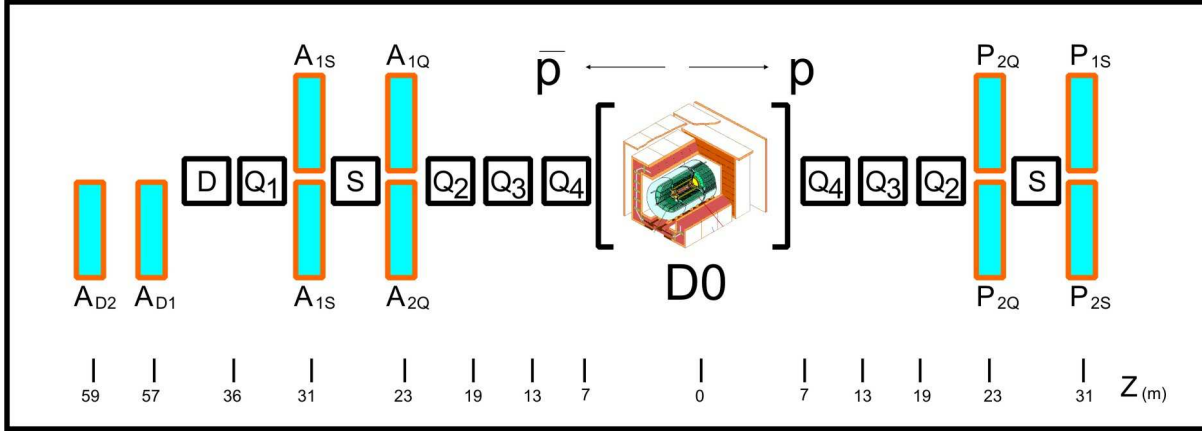 A1S A1Q p̅ p P2Q P1S
D Q1 S Q2 Q3 Q4 Q4 Q3 Q2 S
AD2 AD1 A1S A2Q D0 P2Q P2S
59 57 36 31 23 19 13 7 0 7 13 19 23 31 Z(m)